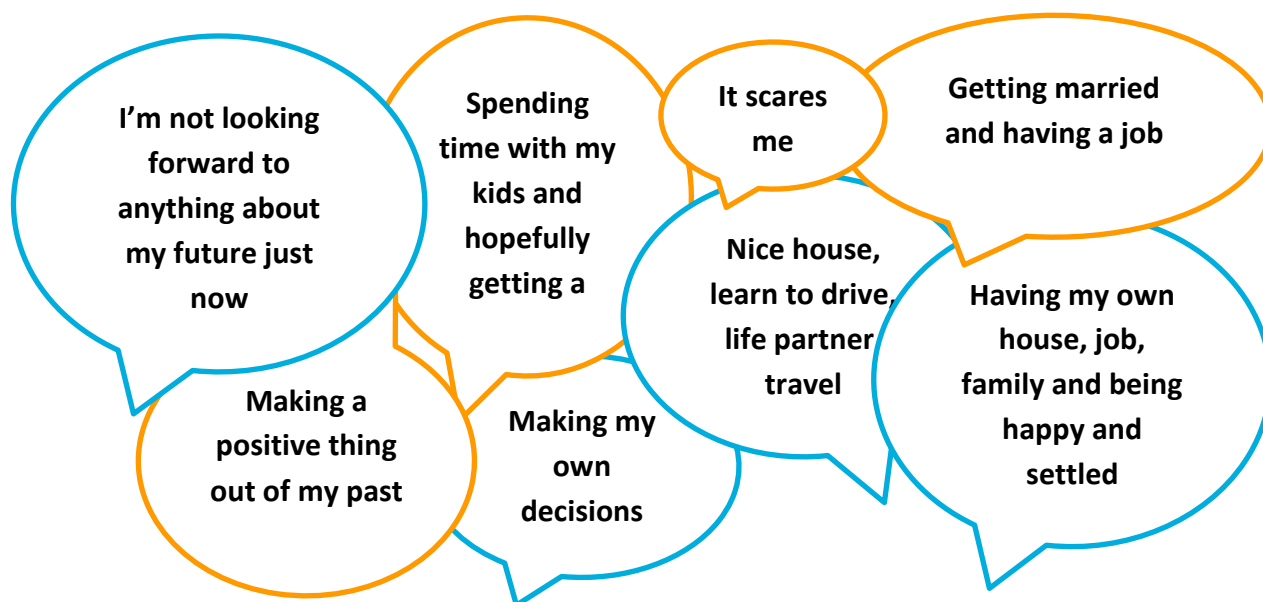 I’m not looking
forward to
anything about
my future just
now
Spending
time with my
kids and
hopefully
getting a
It scares
me
Getting married
and having a job
Nice house,
learn to drive,
life partner
travel
Having my own
house, job,
family and being
happy and
settled
Making a
positive thing
out of my past
Making my
own
decisions